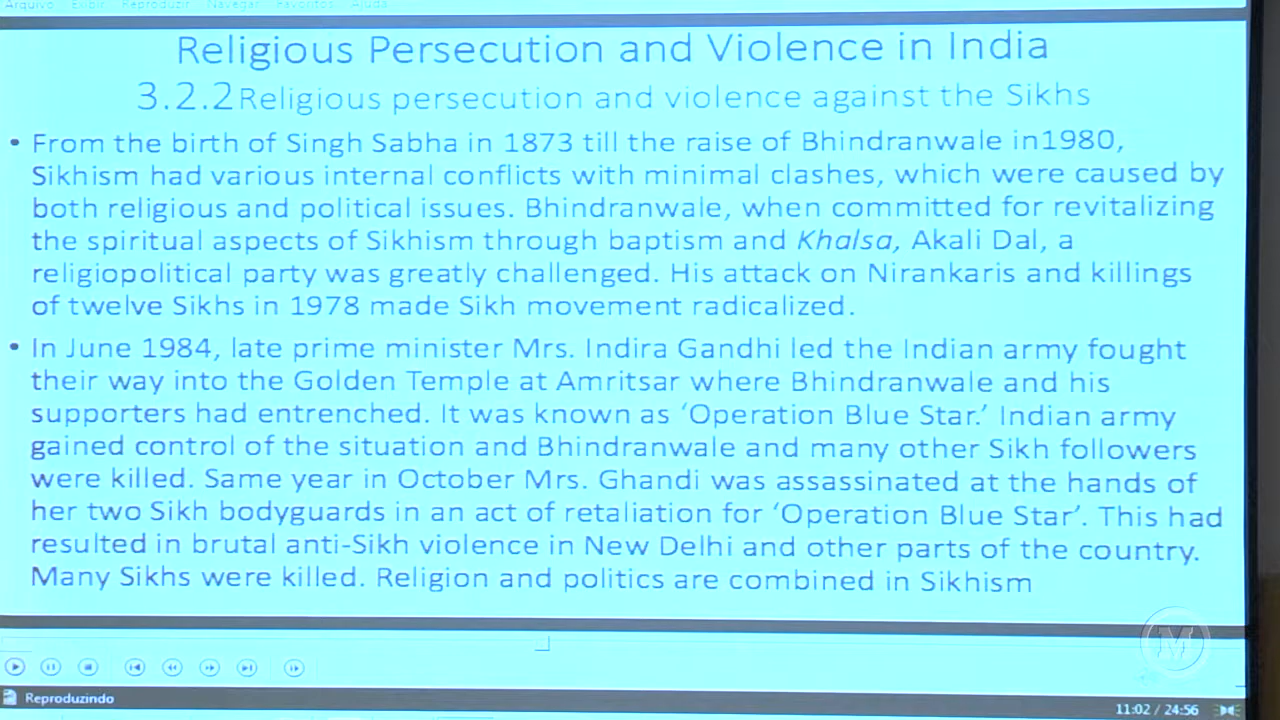 Arquivo Exibir Reproduzir Navegar Favoritos Ajuda
Religious Persecution and Violence in India
3.2.2Religious persecution and violence against the Sikhs
• From the birth of Singh Sabha in 1873 till the raise of Bhindranwale in1980,
Sikhism had various internal conflicts with minimal clashes, which were caused by
both religious and political issues. Bhindranwale, when committed for revitalizing
the spiritual aspects of Sikhism through baptism and Khalsa, Akali Dal, a
religiopolitical party was greatly challenged. His attack on Nirankaris and killings
of twelve Sikhs in 1978 made Sikh movement radicalized.
• In June 1984, late prime minister Mrs. Indira Gandhi led the Indian army fought
their way into the Golden Temple at Amritsar where Bhindranwale and his
supporters had entrenched. It was known as ‘Operation Blue Star.’ Indian army
gained control of the situation and Bhindranwale and many other Sikh followers
were killed. Same year in October Mrs. Ghandi was assassinated at the hands of
her two Sikh bodyguards in an act of retaliation for ‘Operation Blue Star’. This had
resulted in brutal anti-Sikh violence in New Delhi and other parts of the country.
Many Sikhs were killed. Religion and politics are combined in Sikhism
M
Reproduzindo
11:02 / 24:56